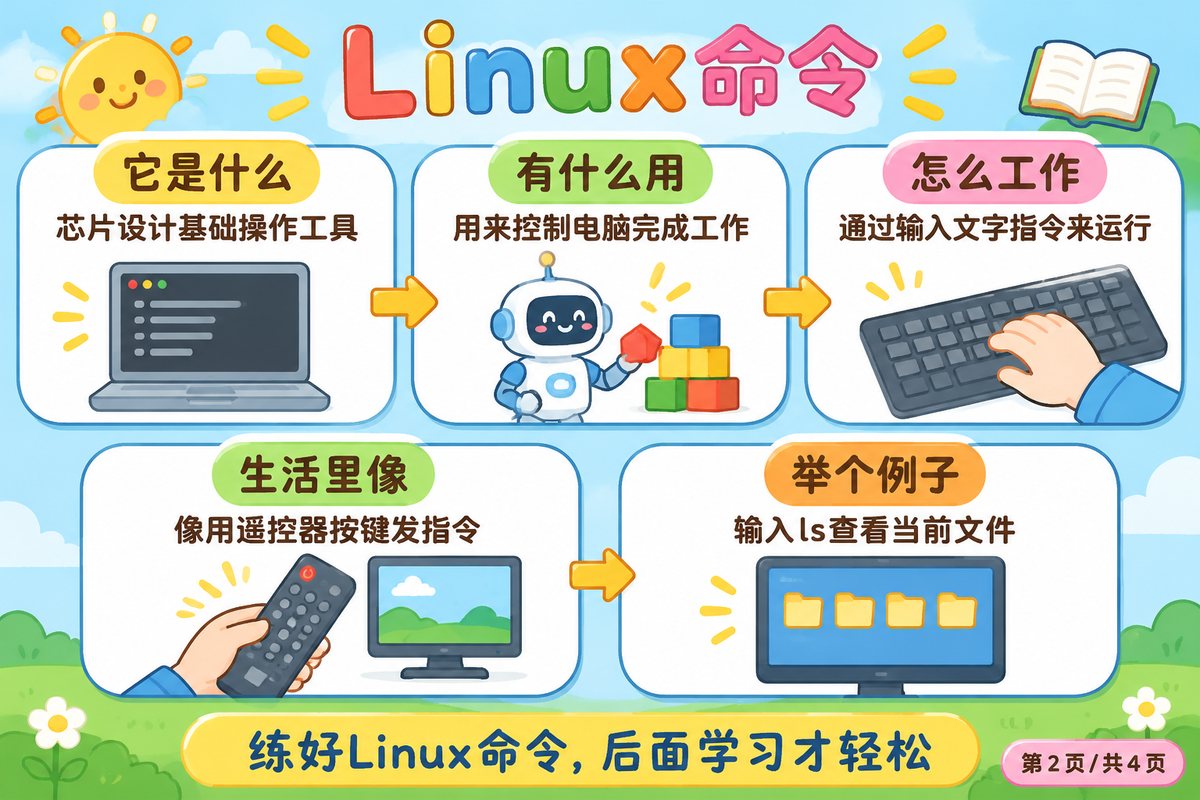 Linux命令
它是什么
芯片设计基础操作工具
有什么用
用来控制电脑完成工作
怎么工作
通过输入文字指令来运行
生活里像
像用遥控器按键发指令
举个例子
输入ls查看当前文件
练好Linux命令, 后面学习才轻松
第2页/共4页